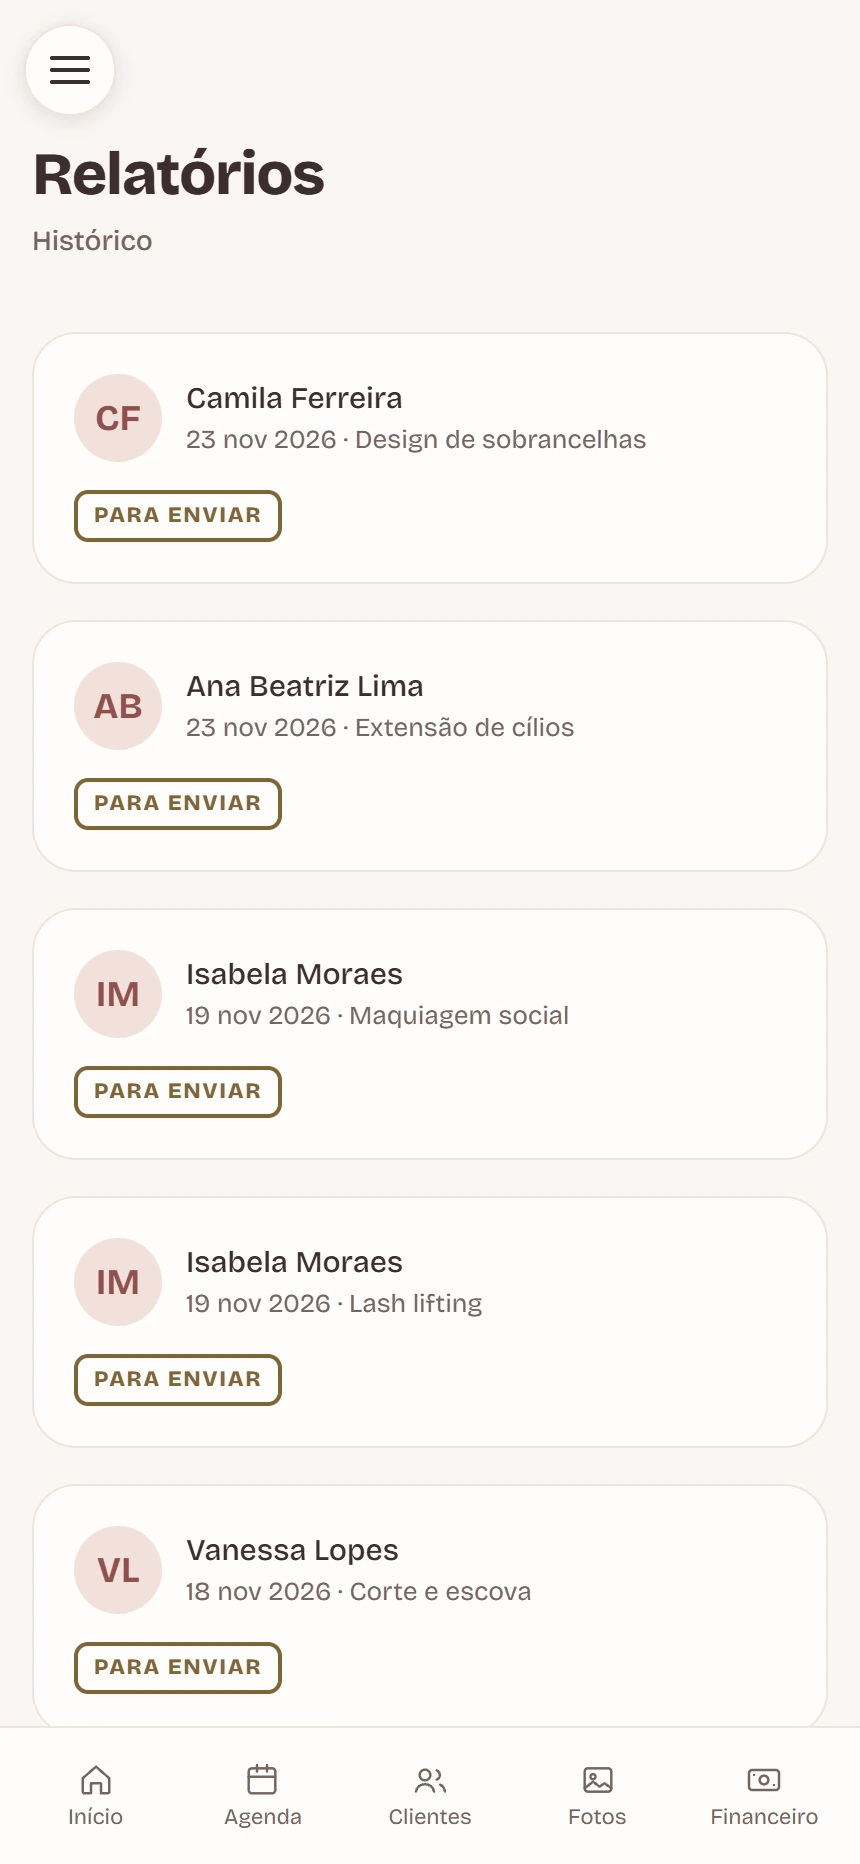 Relatórios
Histórico
CF
Camila Ferreira
23 nov 2026 · Design de sobrancelhas
PARA ENVIAR
AB
Ana Beatriz Lima
23 nov 2026 · Extensão de cílios
PARA ENVIAR
IM
Isabela Moraes
19 nov 2026 · Maquiagem social
PARA ENVIAR
IM
Isabela Moraes
19 nov 2026 · Lash lifting
PARA ENVIAR
VL
Vanessa Lopes
18 nov 2026 · Corte e escova
PARA ENVIAR
Início Agenda Clientes Fotos Financeiro